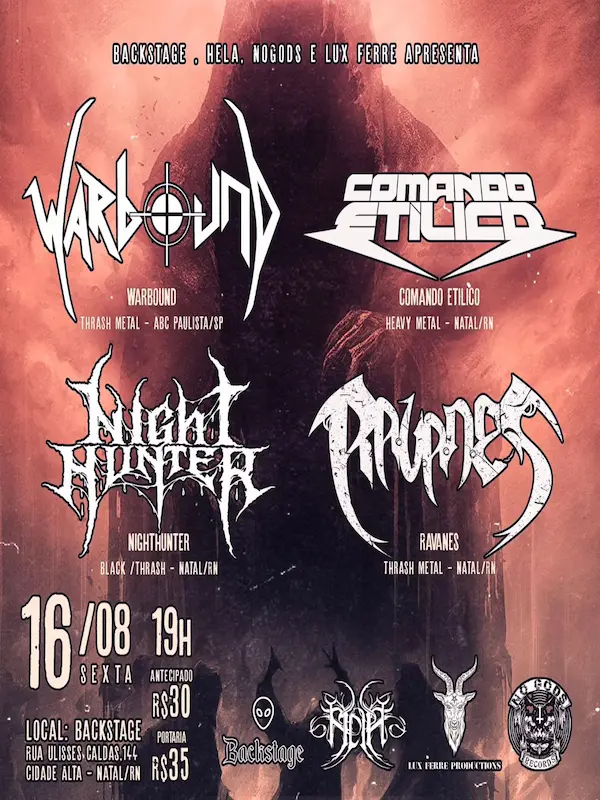 BACKSTAGE , HELA, NOGODS E LUX FERRE APRESENTA
WARBOUND
COMANDO
ETÍLICO
WARBOUND
THRASH METAL - ABC PAULISTA/SP
COMANDO ETILÌCO
HEAVY METAL - NATAL/RN
NIGHT
HUNTER
RAVANES
NIGHTHUNTER
BLACK /THRASH - NATAL/RN
RAVANES
THRASH METAL - NATAL/RN
16/08
SEXTA
19H
ANTECIPADO
R$30
PORTARIA
R$35
LOCAL: BACKSTAGE
RUA ULISSES CALDAS,144
CIDADE ALTA - NATAL/RN
Backstage
HELA
LUX FERRE PRODUCTIONS
NO GODS
RECORDS